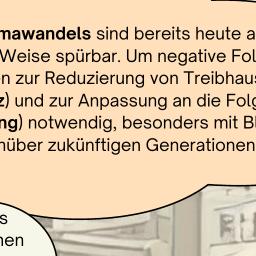 mawandels sind bereits heute a
Weise spürbar. Um negative Fol
n zur Reduzierung von Treibhau
z) und zur Anpassung an die Folg
ng) notwendig, besonders mit Bl
nüber zukünftigen Generationen
s
nen